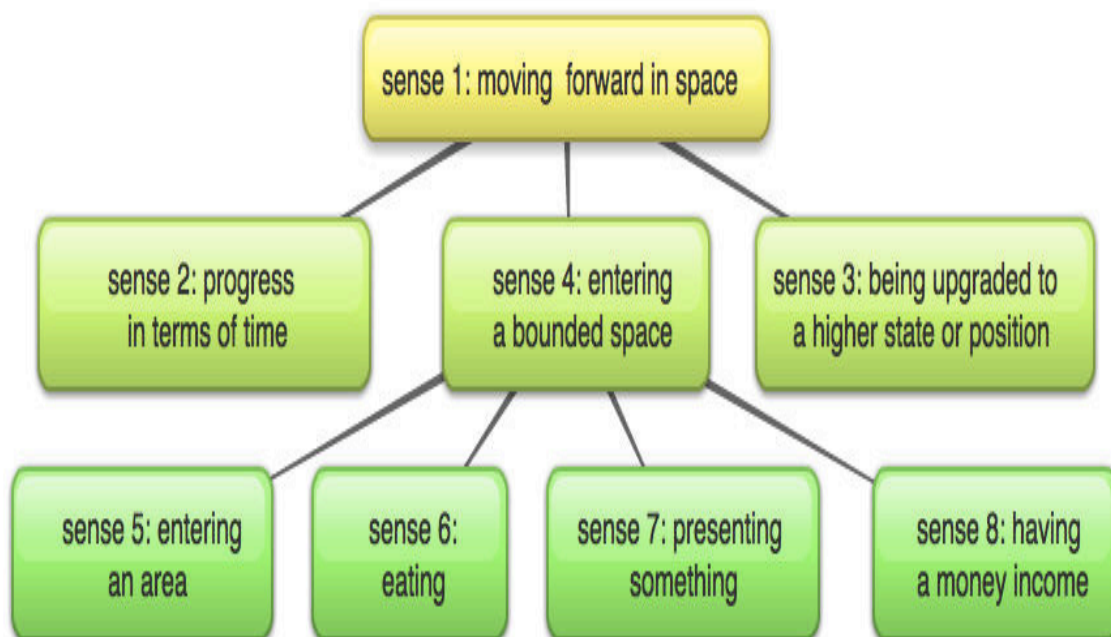 sense 1: moving forward in space
sense 2: progress
in terms of time
sense 4: entering
a bounded space
sense 3: being upgraded to
a higher state or position
sense 5: entering
an area
sense 6:
eating
sense 7: presenting
something
sense 8: having
a money income